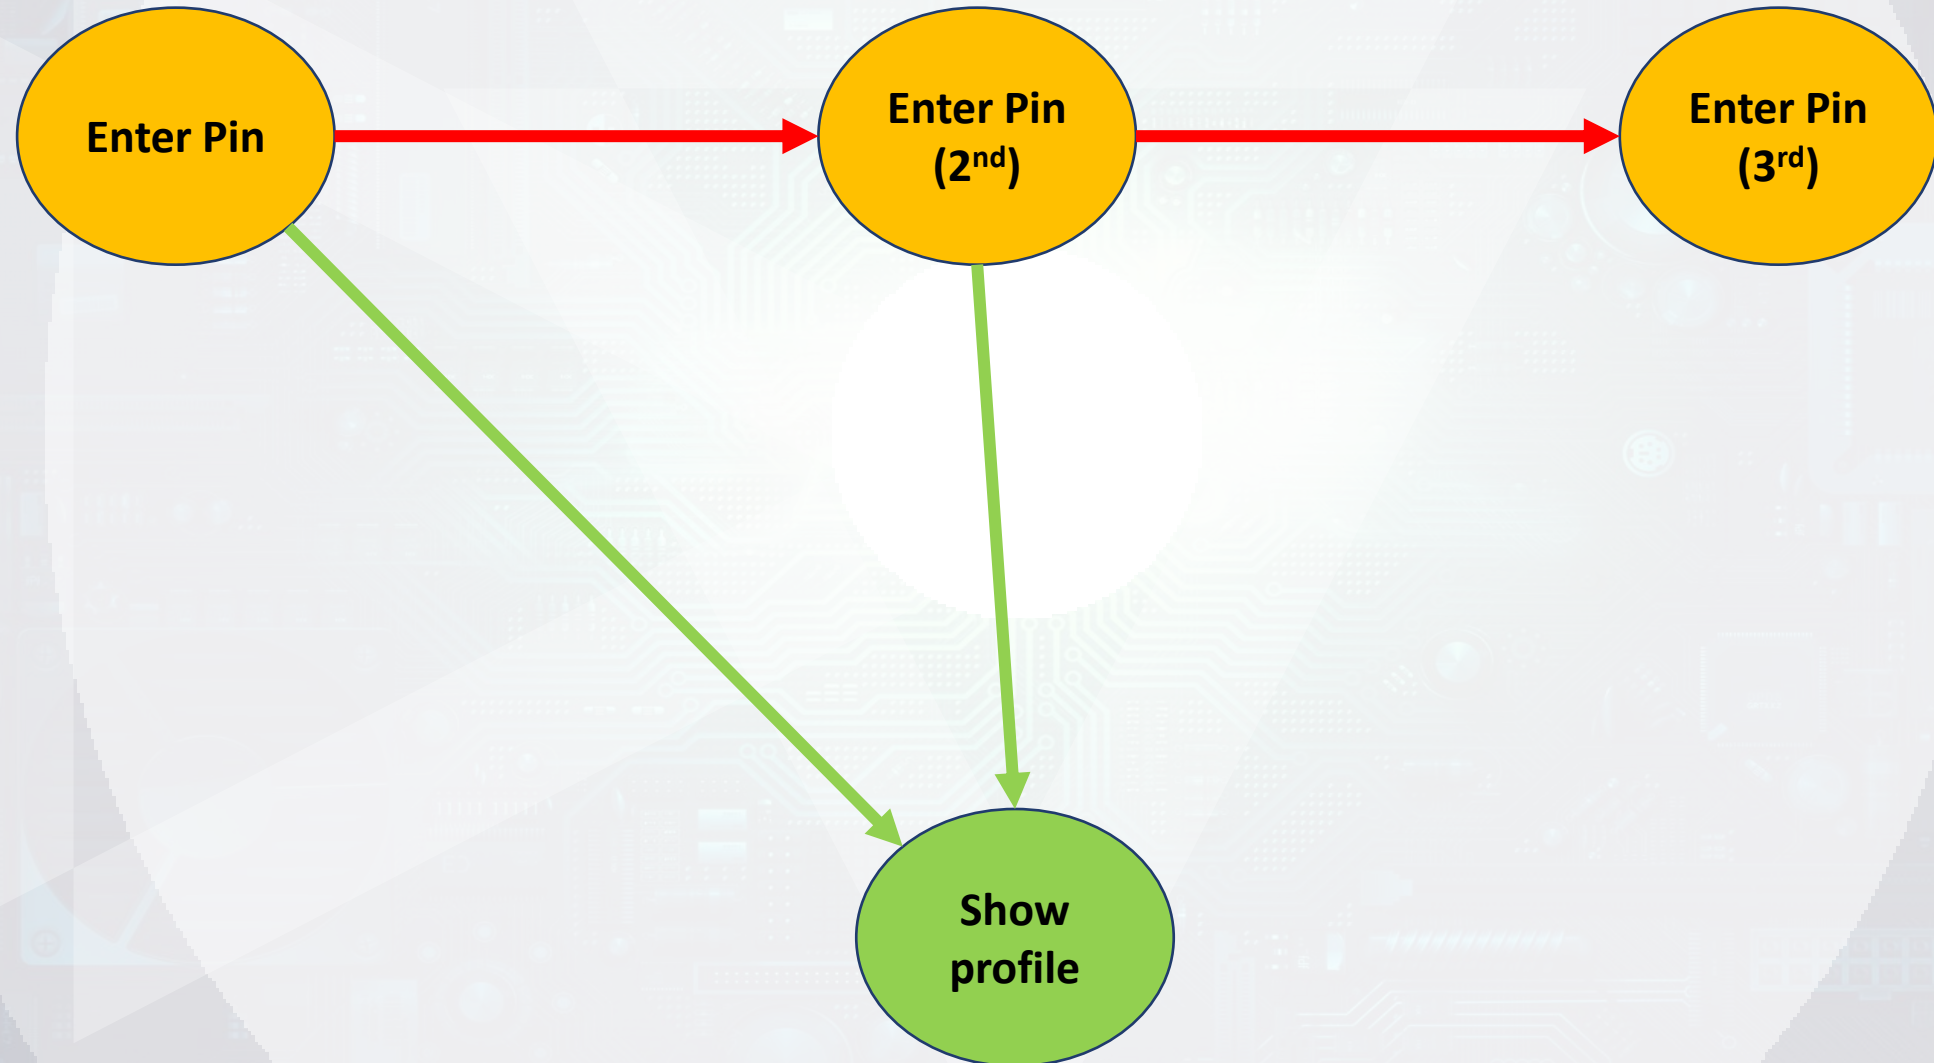 Enter Pin
Enter Pin
(2nd)
Enter Pin
(3rd)
Show
profile